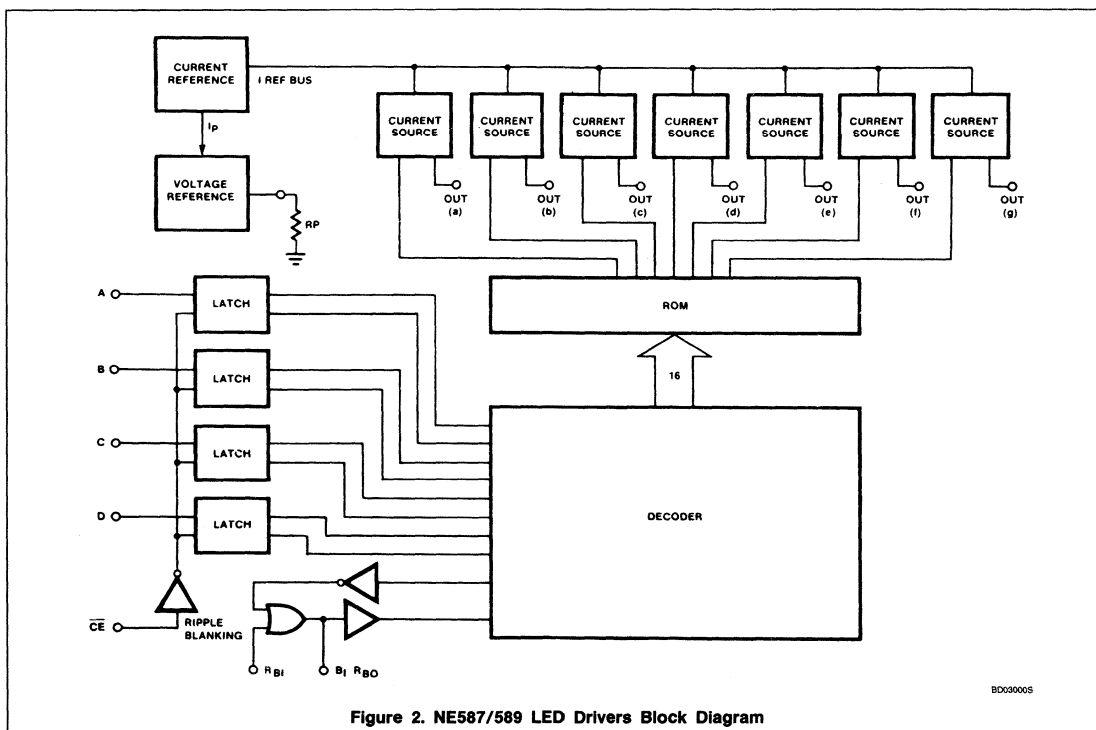 CURRENT
REFERENCE
I REF BUS
IP
VOLTAGE
REFERENCE
RP
CURRENT
SOURCE
CURRENT
SOURCE
CURRENT
SOURCE
CURRENT
SOURCE
CURRENT
SOURCE
CURRENT
SOURCE
CURRENT
SOURCE
OUT
(a)
OUT
(b)
OUT
(c)
OUT
(d)
OUT
(e)
OUT
(f)
OUT
(g)
ROM
16
A
LATCH
B
LATCH
C
LATCH
D
LATCH
DECODER
C̅E̅
RIPPLE
BLANKING
RBI
BI RBO
BD03000S
Figure 2. NE587/589 LED Drivers Block Diagram